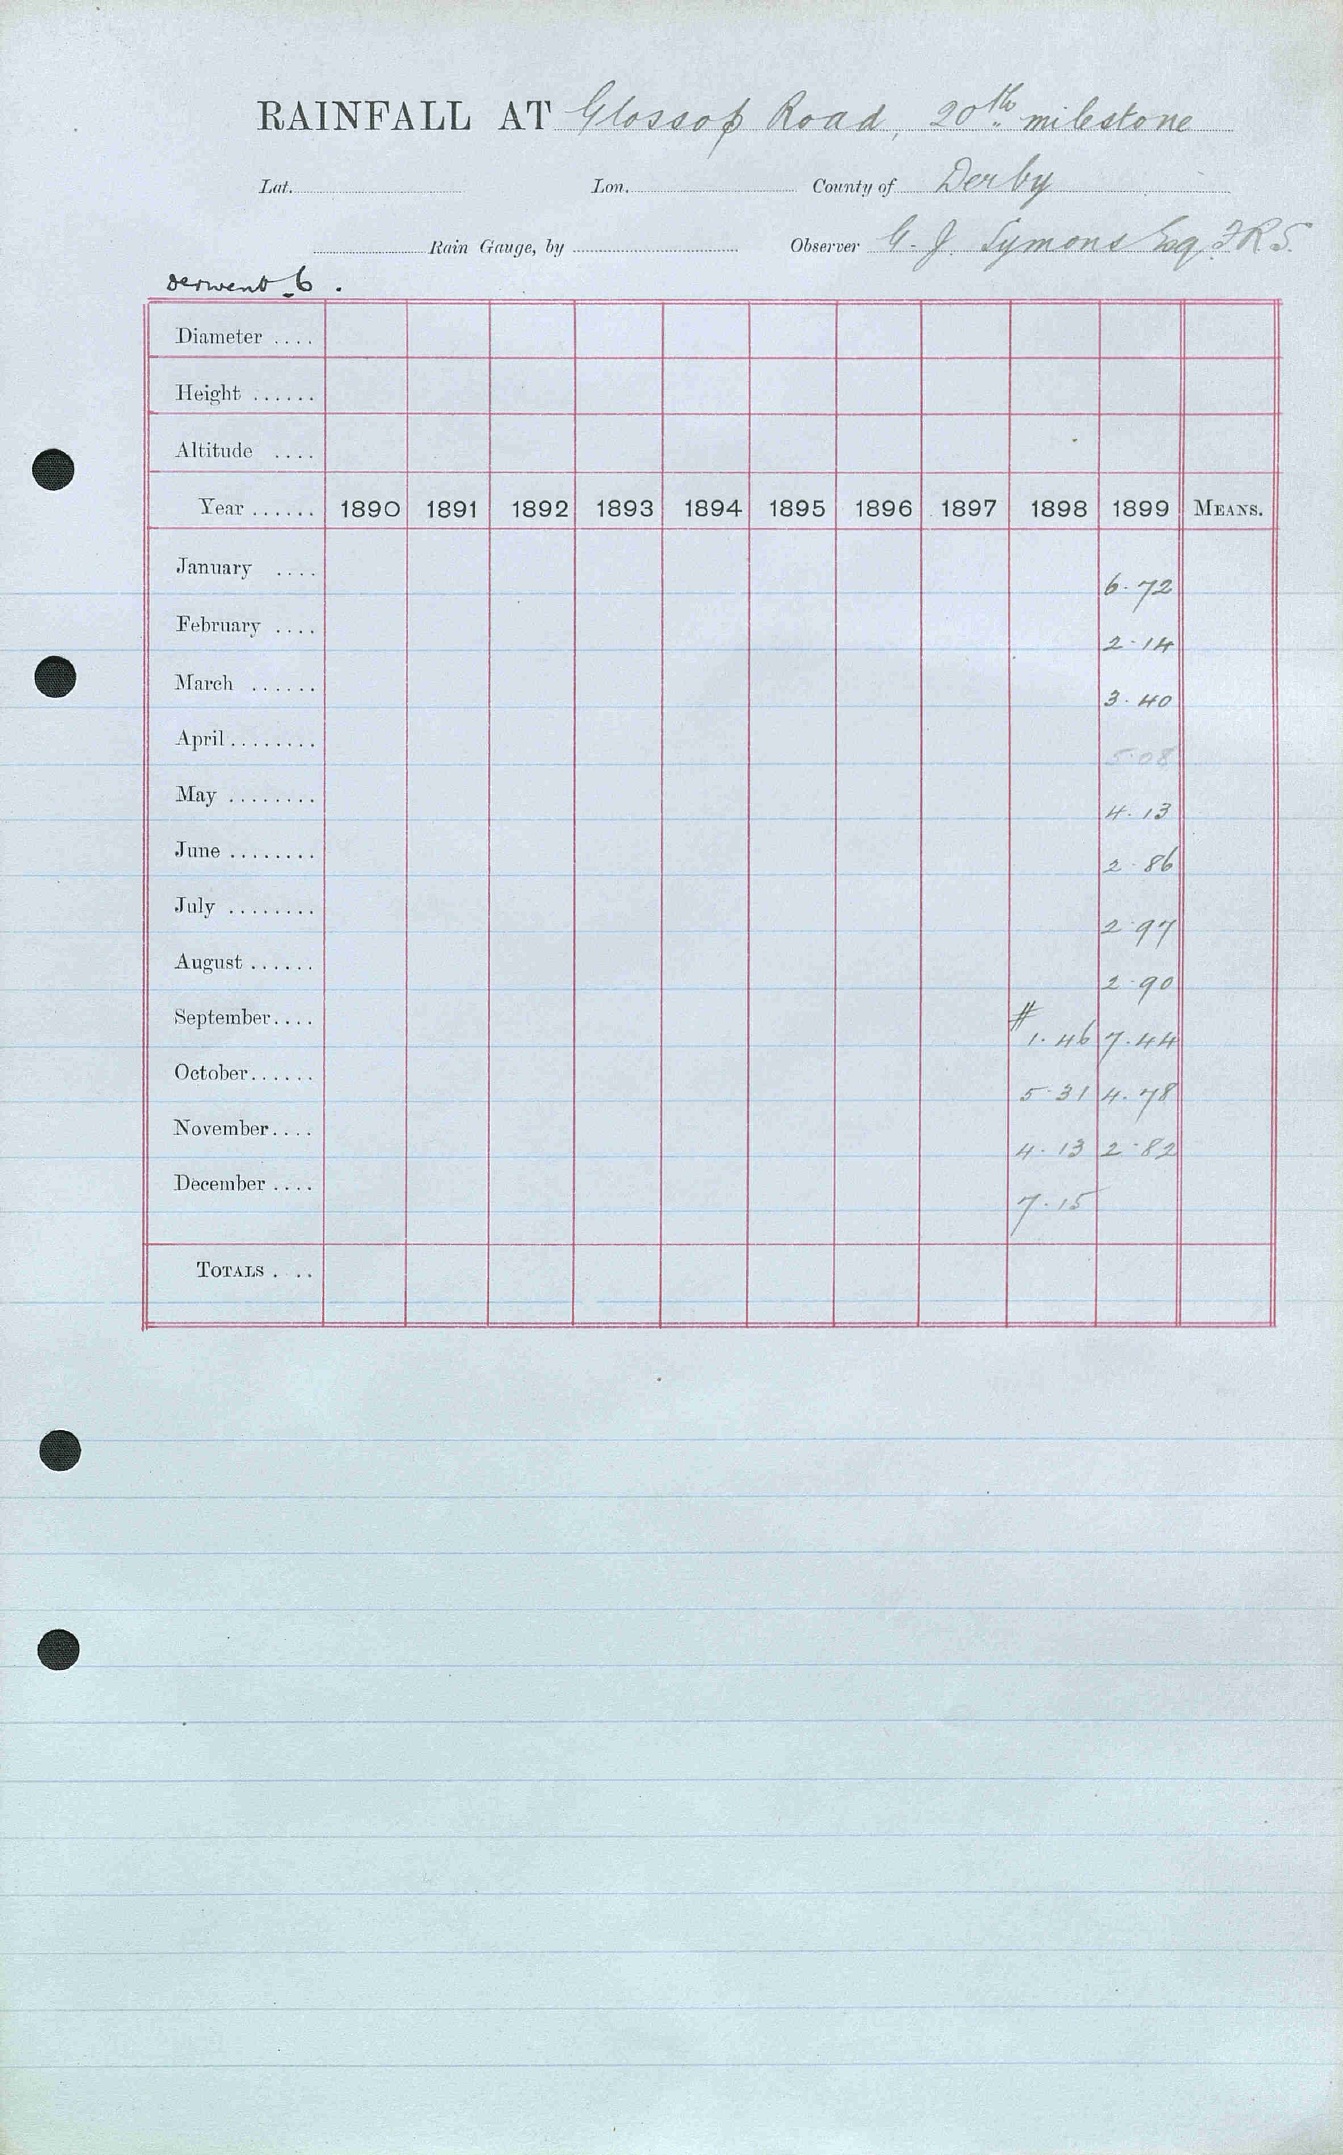 RAINFALL AT Glossop Road, 20th milestone
Lat. Lon. County of Derby
Rain Gauge, by Observer G. J. Symons Esq F.R.S.
Derwent 6.
Diameter ....
Height ......
Altitude ....
Year ...... 1890 1891 1892 1893 1894 1895 1896 1897 1898 1899 MEANS.
January .... 6.72
February .... 2.14
March ...... 3.40
April ........ 5.08
May ........ 4.13
June ........ 2.86
July ........ 2.97
August ...... 2.90
September.... # 1.46 7.44
October...... 5.31 4.78
November.... 4.13 2.82
December .... 7.15
TOTALS . ..